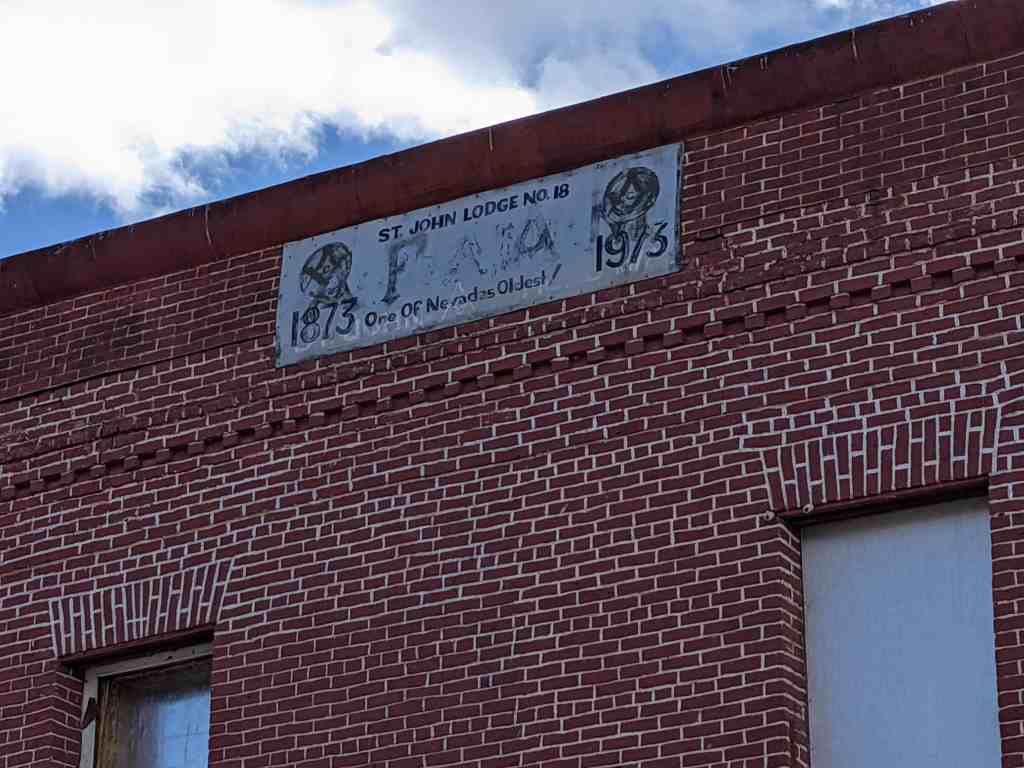 ST. JOHN LODGE NO. 18
F A A
1873 One Of Nevadas Oldest! 1973